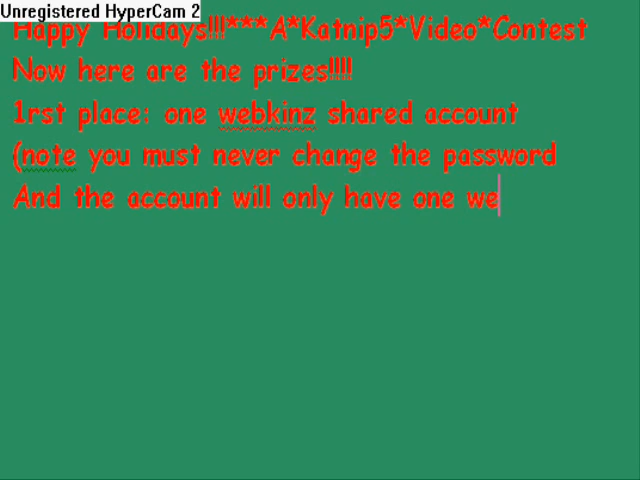 Unregistered HyperCam 2
Happy Holidays!!!***A*Katnip5*Video*Contest
Now here are the prizes!!!!
1rst place: one webkinz shared account
(note you must never change the password
And the account will only have one we